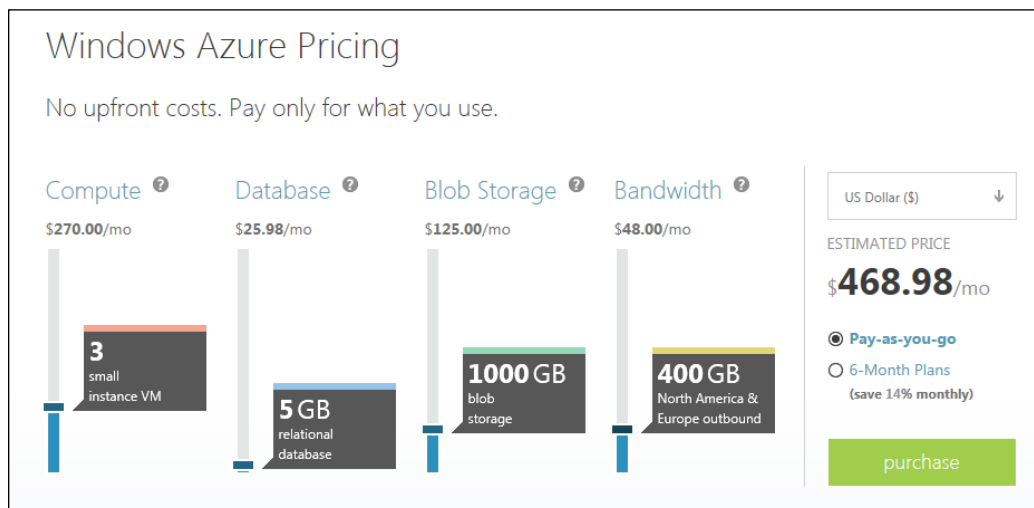 Windows Azure Pricing
No upfront costs. Pay only for what you use.
Compute ?
$270.00/mo
3
small
instance VM
Database ?
$25.98/mo
5 GB
relational
database
Blob Storage ?
$125.00/mo
1000 GB
blob
storage
Bandwidth ?
$48.00/mo
400 GB
North America &
Europe outbound
US Dollar ($)
ESTIMATED PRICE
$468.98/mo
Pay-as-you-go
6-Month Plans
(save 14% monthly)
purchase